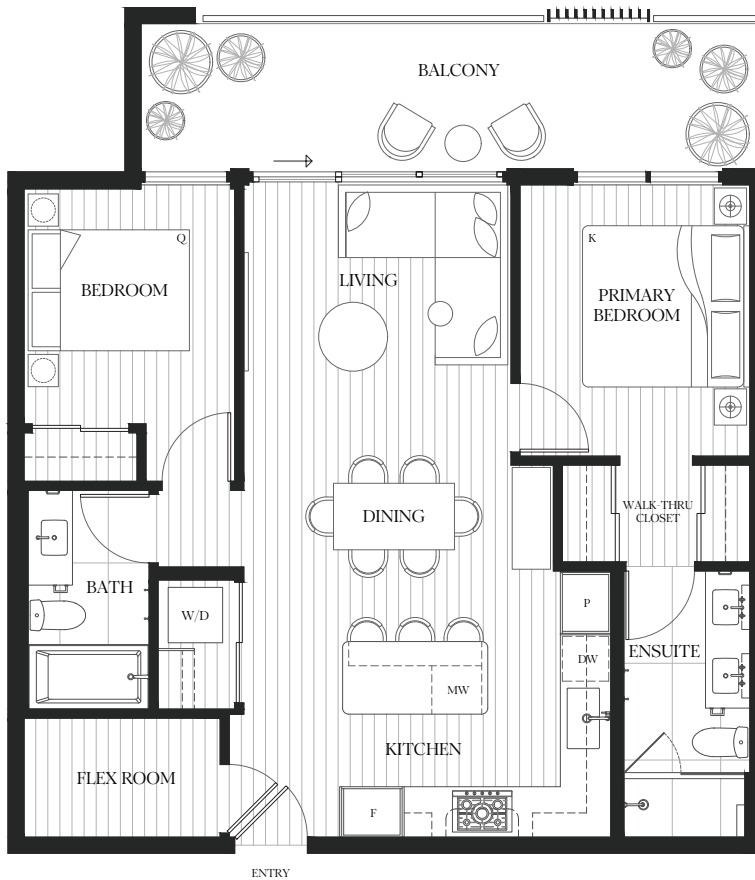 BALCONY
LIVING
Q
BEDROOM
K
PRIMARY
BEDROOM
DINING
WALK-THRU
CLOSET
BATH
W/D
P
DW
ENSUITE
MW
KITCHEN
FLEX ROOM
F
ENTRY